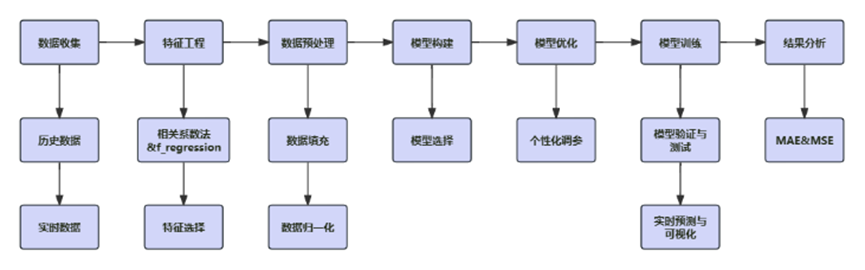 数据收集
特征工程
数据预处理
模型构建
模型优化
模型训练
结果分析
历史数据
相关系数法
&f_regression
数据填充
模型选择
个性化调参
模型验证与
测试
MAE&MSE
实时数据
特征选择
数据归一化
实时预测与
可视化